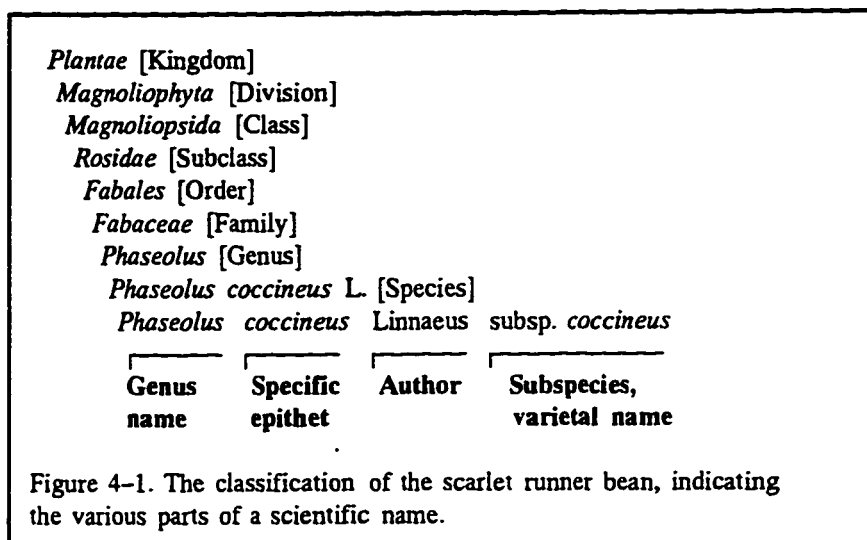 Plantae [Kingdom]
Magnoliophyta [Division]
Magnoliopsida [Class]
Rosidae [Subclass]
Fabales [Order]
Fabaceae [Family]
Phaseolus [Genus]
Phaseolus coccineus L. [Species]
Phaseolus coccineus Linnaeus subsp. coccineus
Genus Specific Author Subspecies,
name epithet varietal name
Figure 4–1. The classification of the scarlet runner bean, indicating
the various parts of a scientific name.